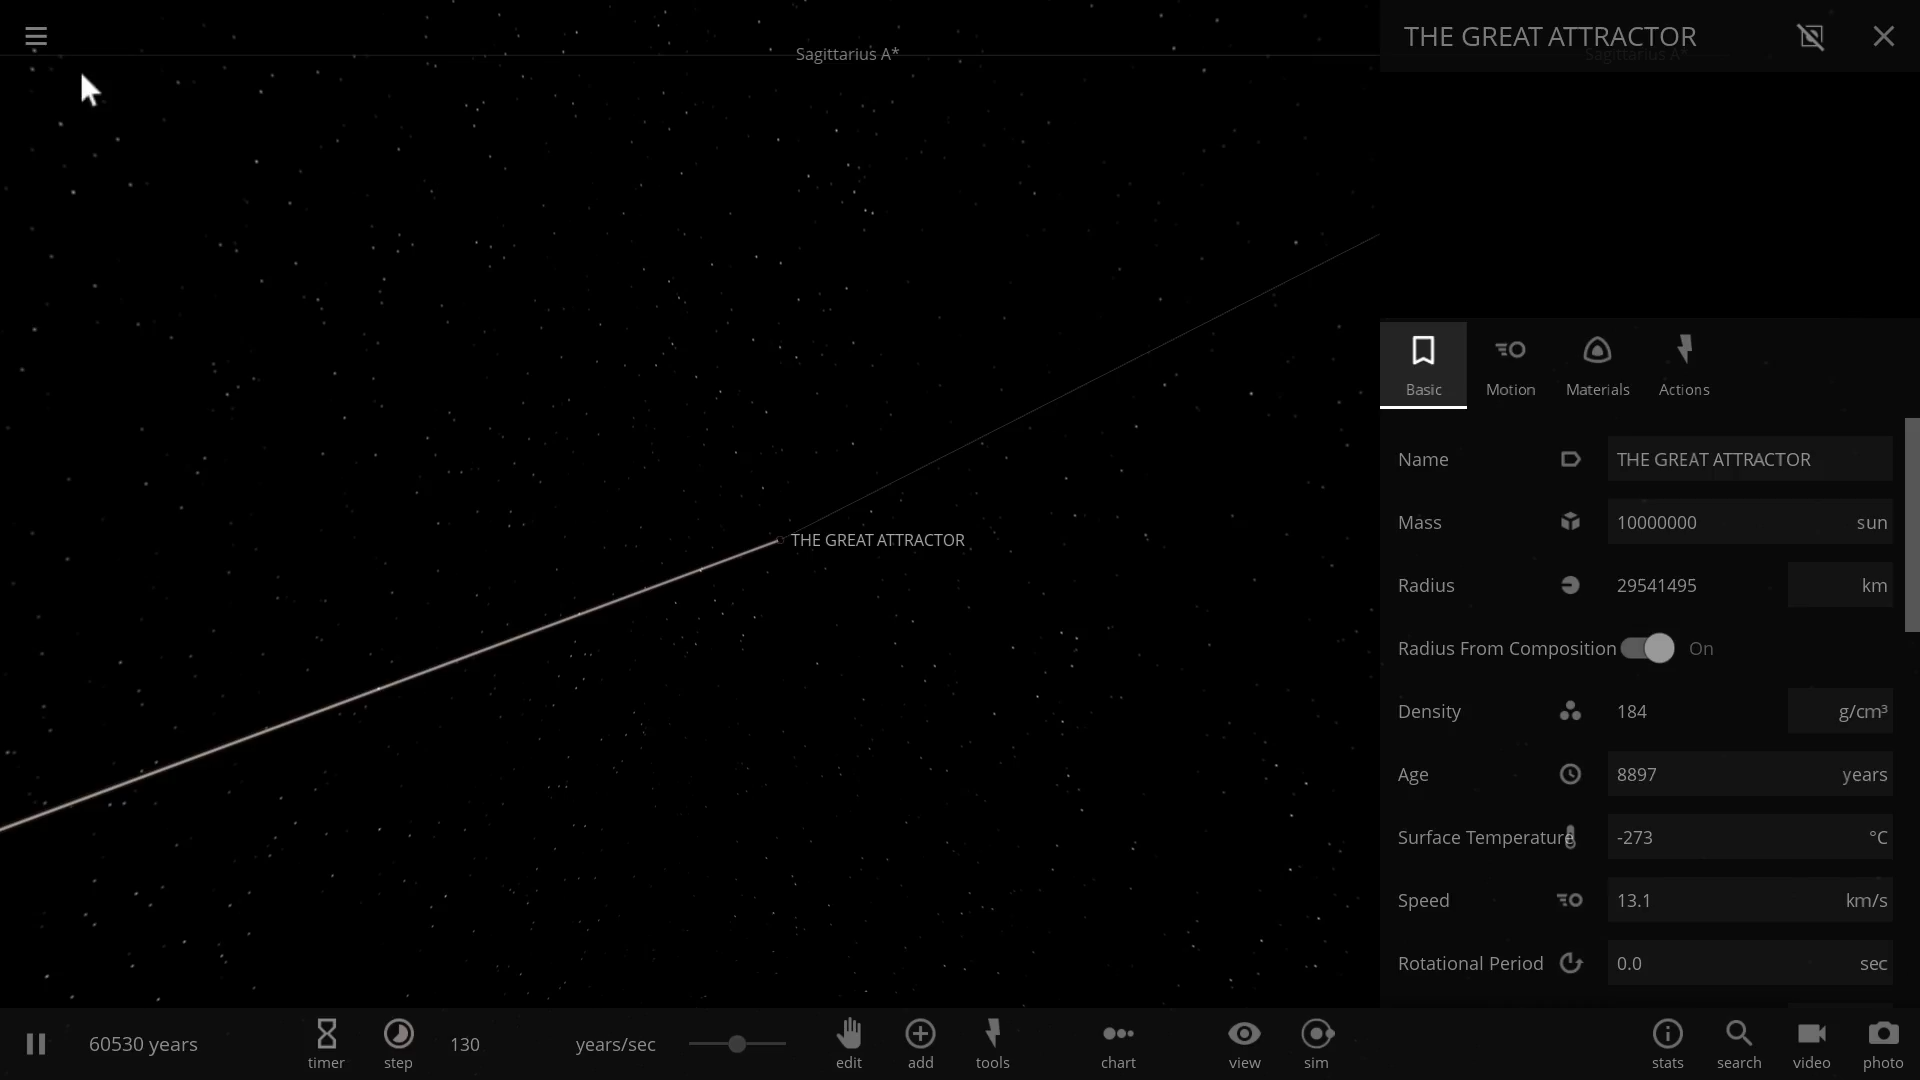 Sagittarius A*
THE GREAT ATTRACTOR
Sagittarius A*
Basic
Motion
Materials
Actions
Name THE GREAT ATTRACTOR
Mass 10000000 sun
Radius 29541495 km
Radius From Composition On
Density 184 g/cm³
THE GREAT ATTRACTOR
Age 8897 years
Surface Temperature -273 °C
Speed 13.1 km/s
Rotational Period 0.0 sec
60530 years
timer
step
130 years/sec
edit
add
tools
chart
view
sim
stats
search
video
photo